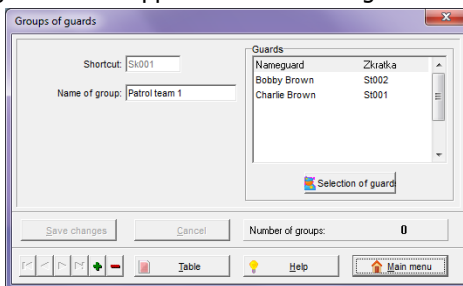 Groups of guards
Shortcut: Sk001
Name of group: Patrol team 1
Guards
Nameguard Zkratka
Bobby Brown St002
Charlie Brown St001
Selection of guard
Save changes Cancel Number of groups: 0
Table Help Main menu